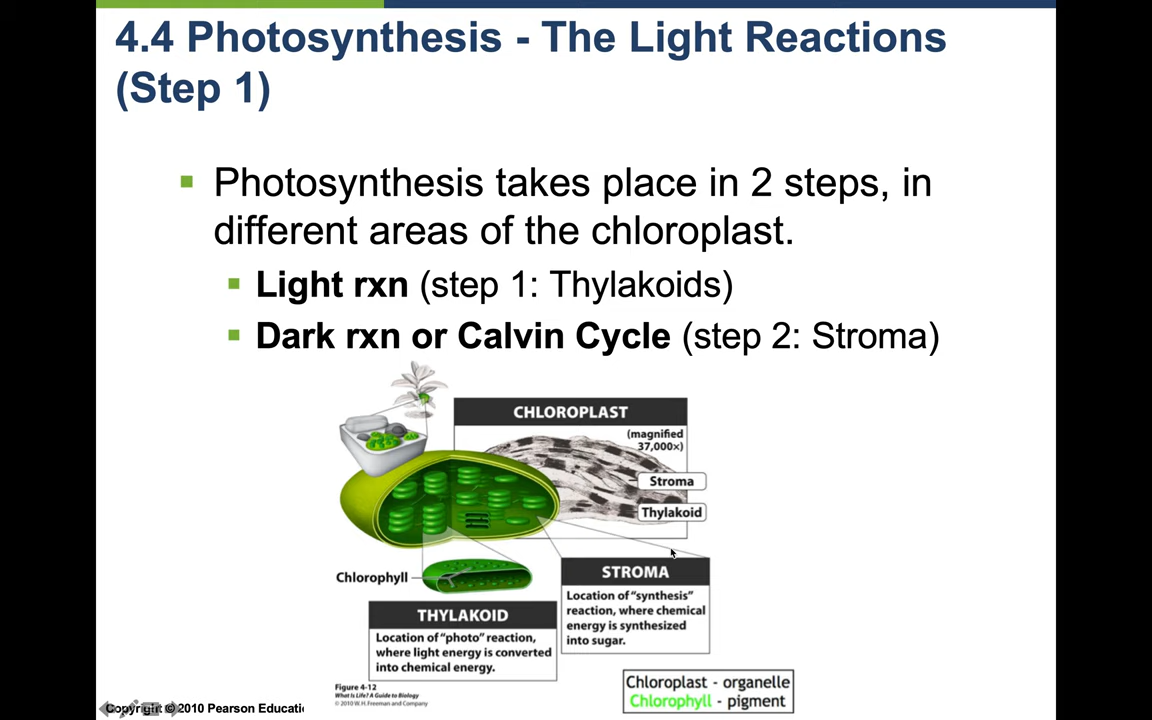 4.4 Photosynthesis - The Light Reactions
(Step 1)
Photosynthesis takes place in 2 steps, in
different areas of the chloroplast.
Light rxn (step 1: Thylakoids)
Dark rxn or Calvin Cycle (step 2: Stroma)
CHLOROPLAST
(magnified
37,000×)
Stroma
Thylakoid
Chlorophyll
THYLAKOID
Location of "photo" reaction,
where light energy is converted
into chemical energy.
STROMA
Location of "synthesis"
reaction, where chemical
energy is synthesized
into sugar.
Figure 4-12
What Is Life? A Guide to Biology
© 2010 W.H. Freeman and Company
Chloroplast - organelle
Chlorophyll - pigment
Copyright © 2010 Pearson Educatio